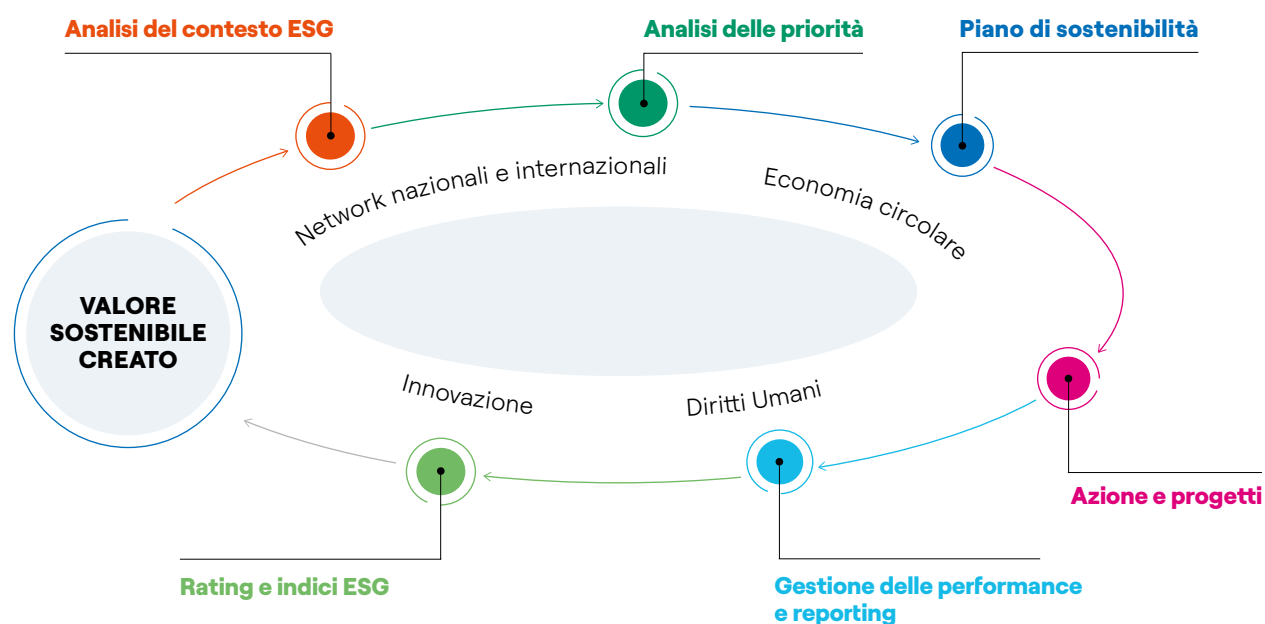 Analisi del contesto ESG
Analisi delle priorità
Piano di sostenibilità
Network nazionali e internazionali
Economia circolare
VALORE
SOSTENIBILE
CREATO
Innovazione
Diritti Umani
Azione e progetti
Rating e indici ESG
Gestione delle performance
e reporting